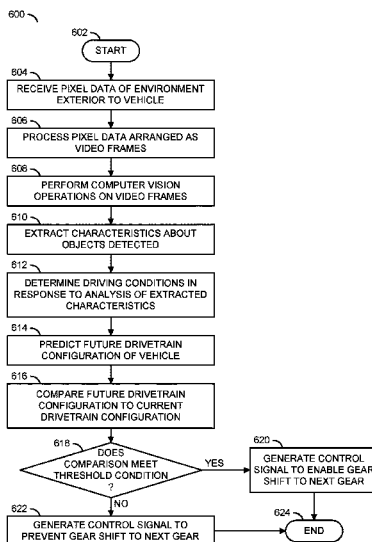 600
602
START
604
RECEIVE PIXEL DATA OF ENVIRONMENT
EXTERIOR TO VEHICLE
606
PROCESS PIXEL DATA ARRANGED AS
VIDEO FRAMES
608
PERFORM COMPUTER VISION
OPERATIONS ON VIDEO FRAMES
610
EXTRACT CHARACTERISTICS ABOUT
OBJECTS DETECTED
612
DETERMINE DRIVING CONDITIONS IN
RESPONSE TO ANALYSIS OF EXTRACTED
CHARACTERISTICS
614
PREDICT FUTURE DRIVETRAIN
CONFIGURATION OF VEHICLE
616
COMPARE FUTURE DRIVETRAIN
CONFIGURATION TO CURRENT
DRIVETRAIN CONFIGURATION
618
DOES
COMPARISON MEET
THRESHOLD CONDITION
?
YES
NO
620
GENERATE CONTROL
SIGNAL TO ENABLE GEAR
SHIFT TO NEXT GEAR
622
GENERATE CONTROL SIGNAL TO
PREVENT GEAR SHIFT TO NEXT GEAR
624
END